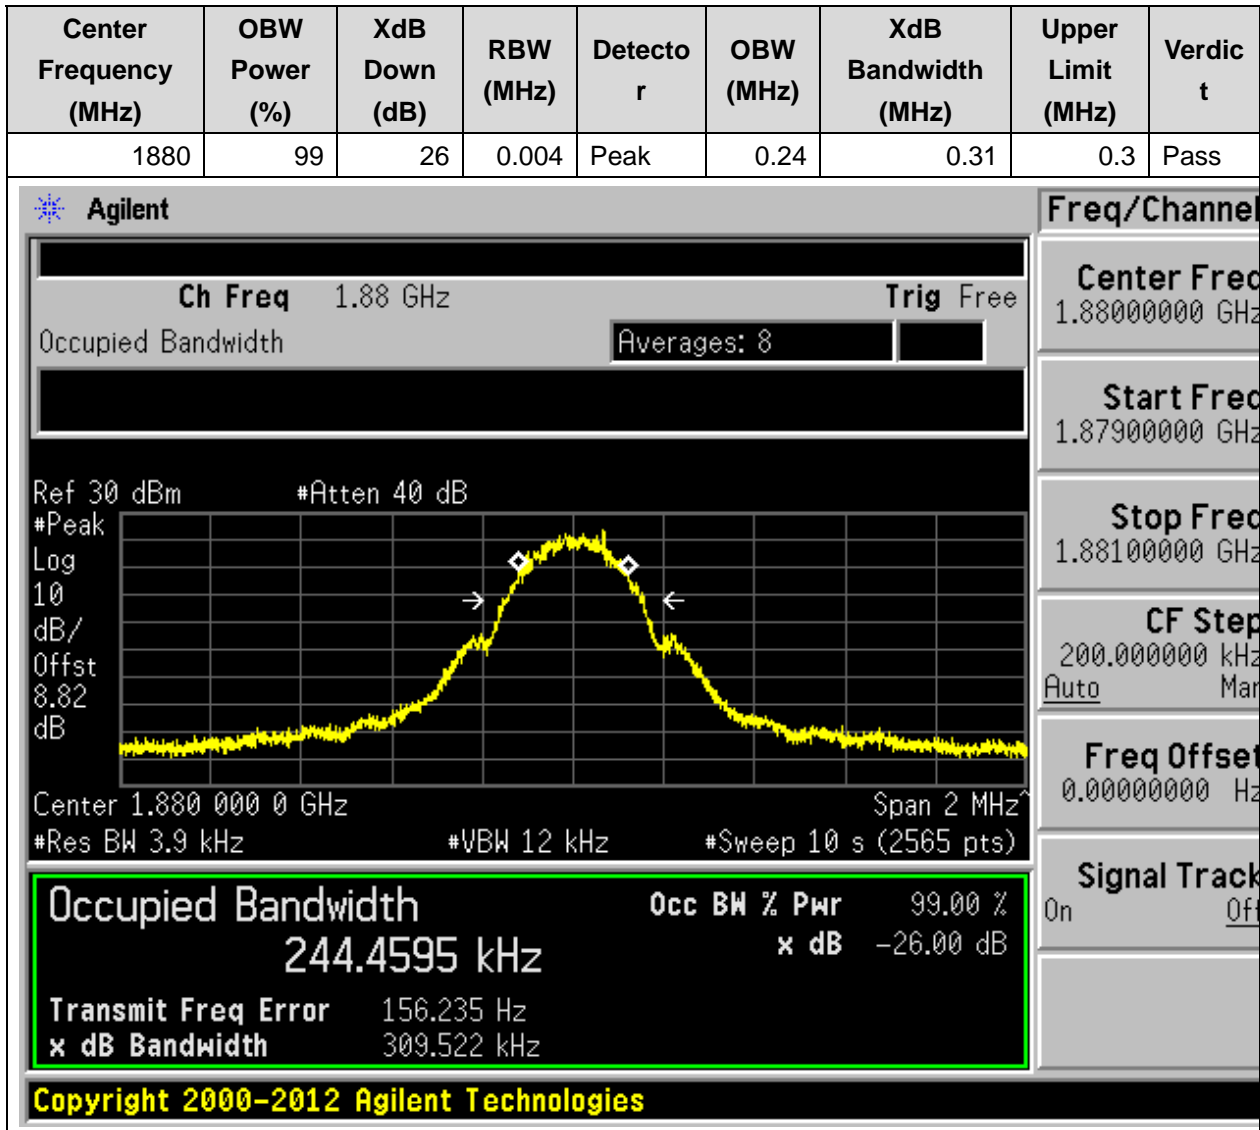 Center Frequency (MHz) OBW Power (%) XdB Down (dB) RBW (MHz) Detector OBW (MHz) XdB Bandwidth (MHz) Upper Limit (MHz) Verdict
1880 99 26 0.004 Peak 0.24 0.31 0.3 Pass
Agilent
Freq/Channel
Ch Freq 1.88 GHz Trig Free
Occupied Bandwidth Averages: 8
Center Freq
1.88000000 GHz
Start Freq
1.87900000 GHz
Stop Freq
1.88100000 GHz
CF Step
200.000000 kHz
Auto Man
Freq Offset
0.00000000 Hz
Signal Track
On Off
Ref 30 dBm #Atten 40 dB
#Peak
Log
10
dB/
Offst
8.82
dB
Center 1.880 000 0 GHz Span 2 MHz^
#Res BW 3.9 kHz #VBW 12 kHz #Sweep 10 s (2565 pts)
Occupied Bandwidth Occ BW % Pwr 99.00 %
244.4595 kHz x dB -26.00 dB
Transmit Freq Error 156.235 Hz
x dB Bandwidth 309.522 kHz
Copyright 2000-2012 Agilent Technologies